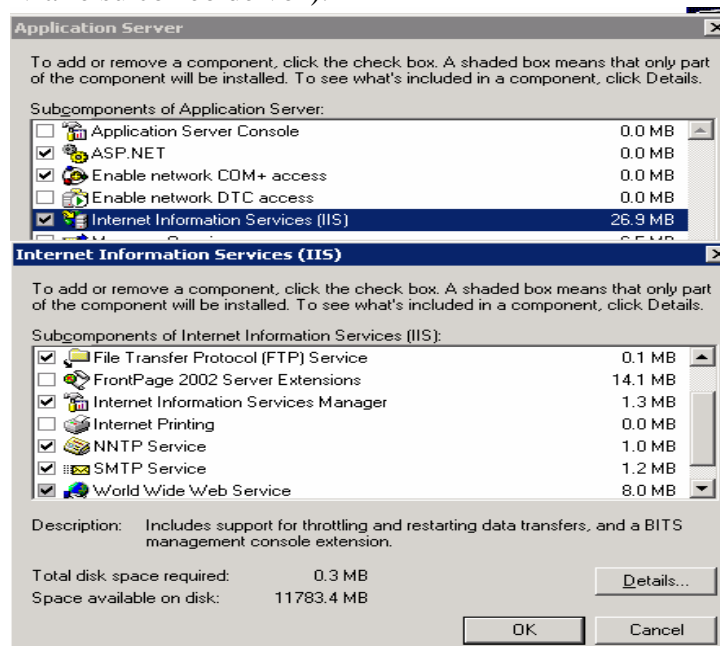 Application Server
To add or remove a component, click the check box. A shaded box means that only part
of the component will be installed. To see what's included in a component, click Details.
Subcomponents of Application Server:
Application Server Console 0.0 MB
ASP.NET 0.0 MB
Enable network COM+ access 0.0 MB
Enable network DTC access 0.0 MB
Internet Information Services (IIS) 26.9 MB
Internet Information Services (IIS)
To add or remove a component, click the check box. A shaded box means that only part
of the component will be installed. To see what's included in a component, click Details.
Subcomponents of Internet Information Services (IIS):
File Transfer Protocol (FTP) Service 0.1 MB
FrontPage 2002 Server Extensions 14.1 MB
Internet Information Services Manager 1.3 MB
Internet Printing 0.0 MB
NNTP Service 1.0 MB
SMTP Service 1.2 MB
World Wide Web Service 8.0 MB
Description: Includes support for throttling and restarting data transfers, and a BITS
management console extension.
Total disk space required: 0.3 MB
Details...
Space available on disk: 11783.4 MB
OK Cancel